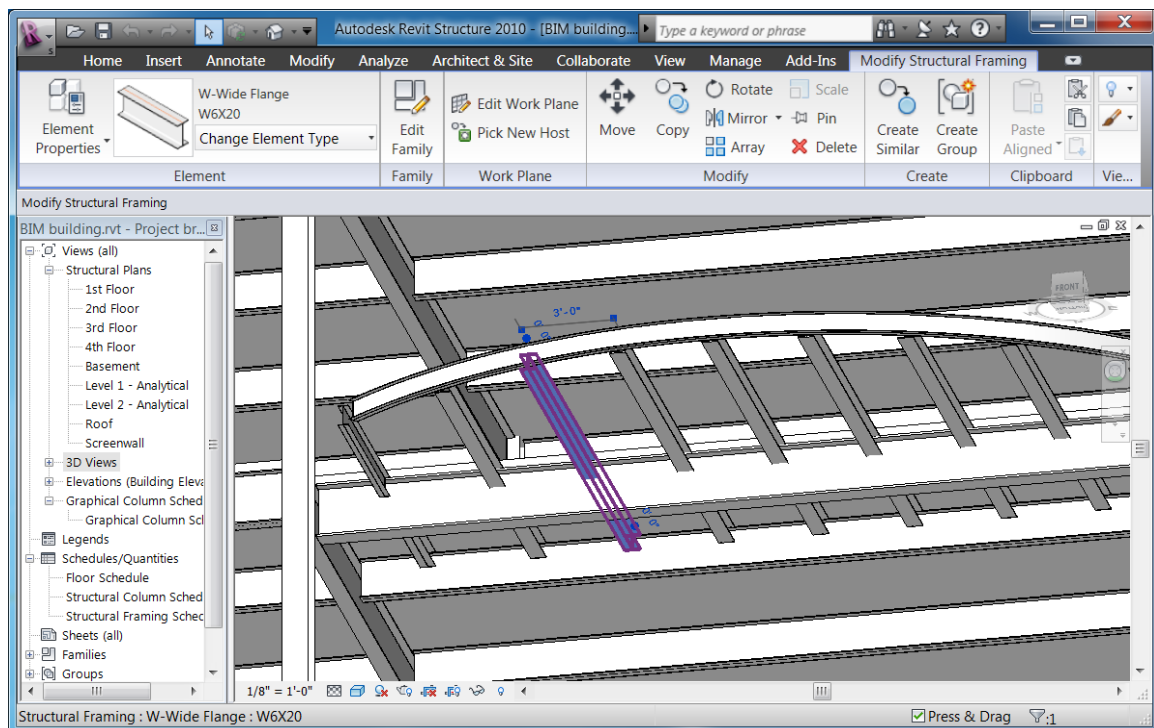 Autodesk Revit Structure 2010 - [BIM building....
Type a keyword or phrase
S
Home Insert Annotate Modify Analyze Architect & Site Collaborate View Manage Add-Ins Modify Structural Framing
Element Properties
W-Wide Flange
W6X20
Change Element Type
Edit Family
Edit Work Plane
Pick New Host
Move
Copy
Rotate
Mirror
Array
Scale
Pin
Delete
Create Similar
Create Group
Paste Aligned
Element Family Work Plane Modify Create Clipboard Vie...
Modify Structural Framing
BIM building.rvt - Project br...
Views (all)
Structural Plans
1st Floor
2nd Floor
3rd Floor
4th Floor
Basement
Level 1 - Analytical
Level 2 - Analytical
Roof
Screenwall
3D Views
Elevations (Building Eleva
Graphical Column Sched
Graphical Column Scl
Legends
Schedules/Quantities
Floor Schedule
Structural Column Sched
Structural Framing Schec
Sheets (all)
Families
Groups
3'-0"
FRONT
1/8" = 1'-0"
Structural Framing : W-Wide Flange : W6X20
Press & Drag
:1